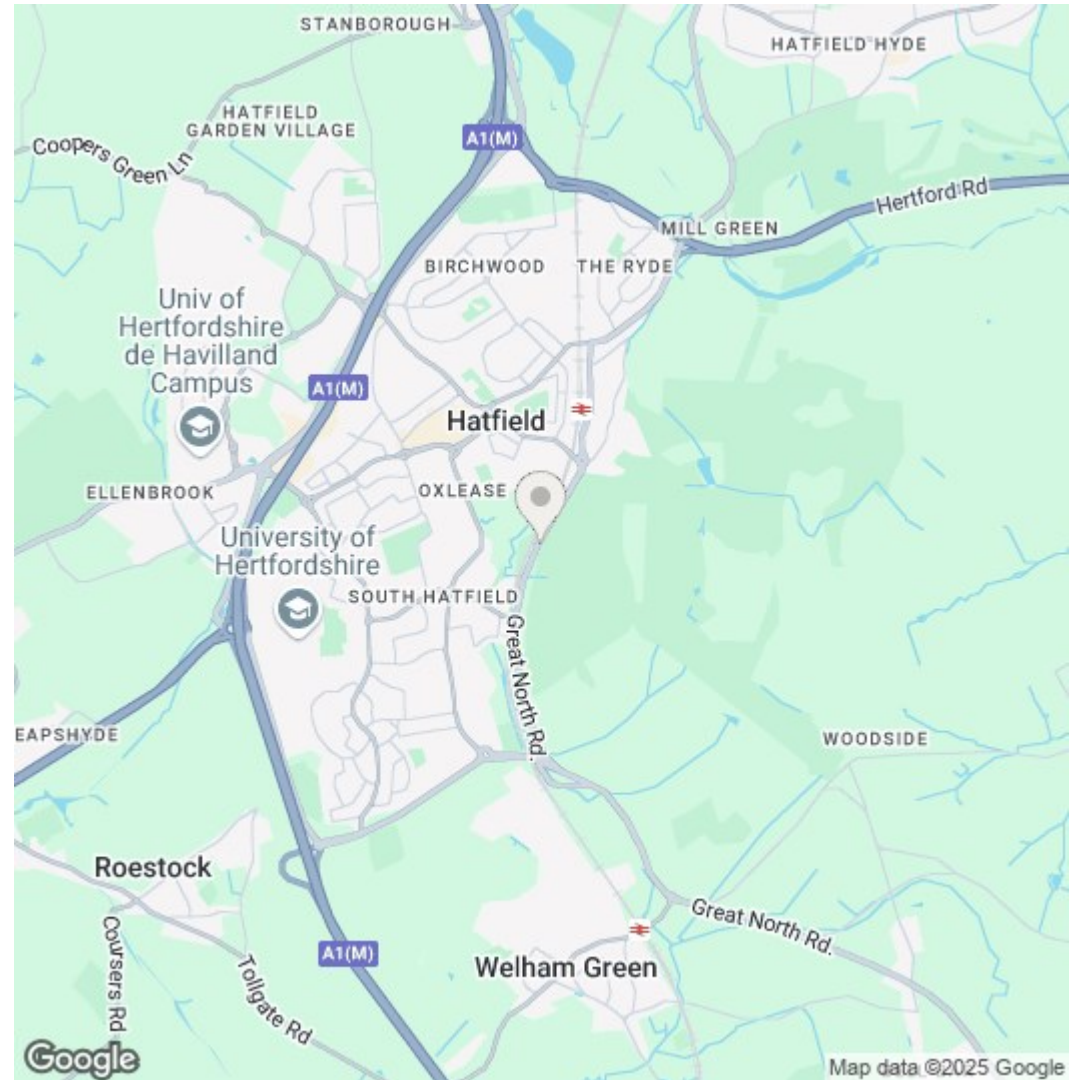 STANBOROUGH
HATFIELD HYDE
HATFIELD
GARDEN VILLAGE
A1(M)
Coopers Green Ln
Hertford Rd
MILL GREEN
BIRCHWOOD
THE RYDE
Univ of
Hertfordshire
de Havilland
Campus
A1(M)
Hatfield
ELLENBROOK
OXLEASE
University of
Hertfordshire
SOUTH HATFIELD
Great North Rd.
EAPSHYDE
WOODSIDE
Roestock
Great North Rd.
Coursers Rd
Tollgate Rd
A1(M)
Welham Green
Google
Map data ©2025 Google